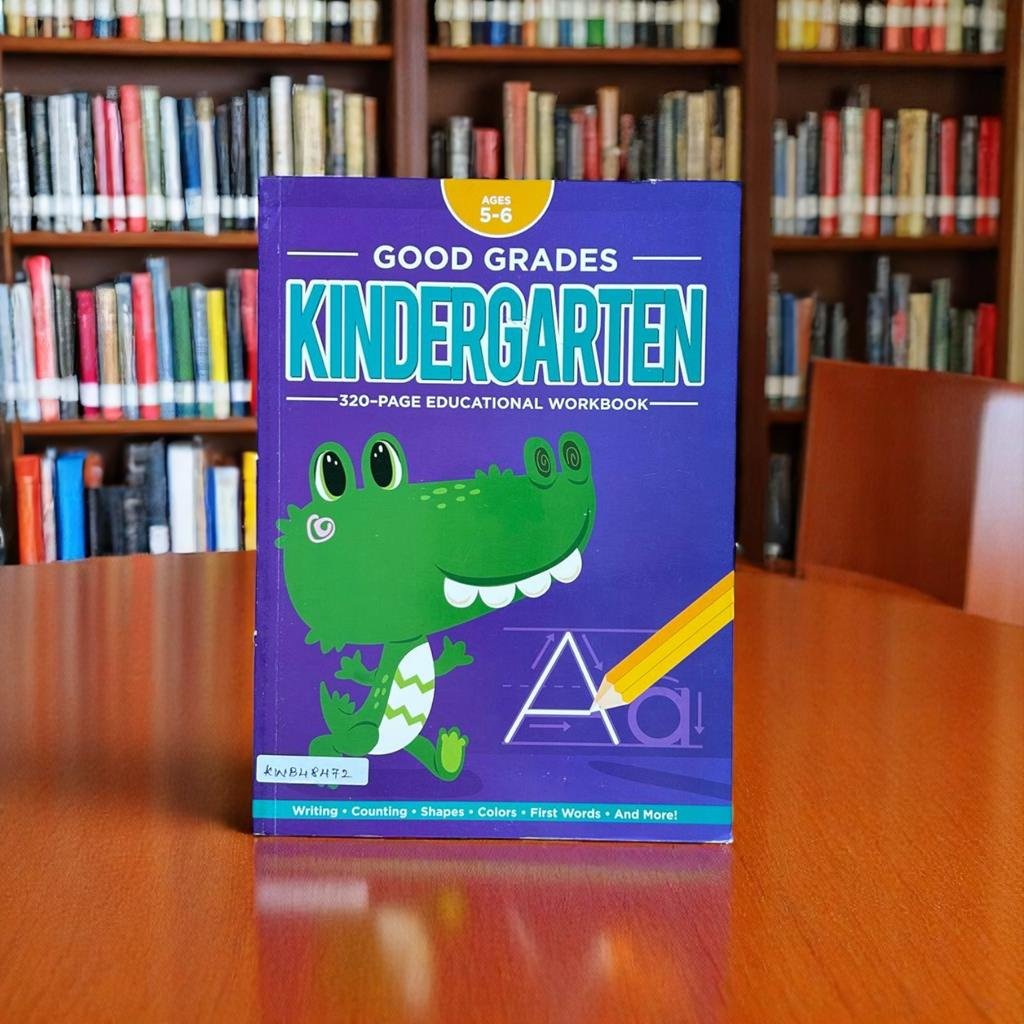 AGES
5-6
GOOD GRADES
KINDERGARTEN
320-PAGE EDUCATIONAL WORKBOOK
Aa
KWB48472
Writing • Counting • Shapes • Colors • First Words • And More!